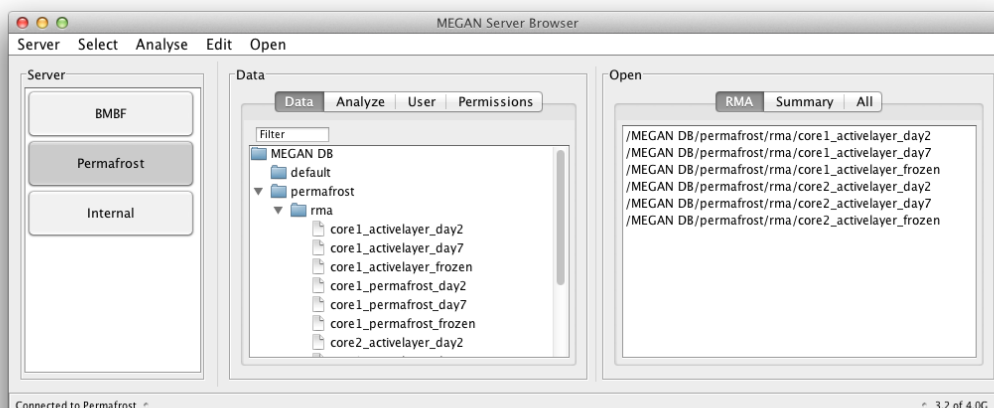 MEGAN Server Browser
Server Select Analyse Edit Open
Server
BMBF
Permafrost
Internal
Data
Data Analyze User Permissions
Filter
MEGAN DB
default
permafrost
rma
core1_activelayer_day2
core1_activelayer_day7
core1_activelayer_frozen
core1_permafrost_day2
core1_permafrost_day7
core1_permafrost_frozen
core2_activelayer_day2
Open
RMA Summary All
/MEGAN DB/permafrost/rma/core1_activelayer_day2
/MEGAN DB/permafrost/rma/core1_activelayer_day7
/MEGAN DB/permafrost/rma/core1_activelayer_frozen
/MEGAN DB/permafrost/rma/core2_activelayer_day2
/MEGAN DB/permafrost/rma/core2_activelayer_day7
/MEGAN DB/permafrost/rma/core2_activelayer_frozen
Connected to Permafrost
3.2 of 4.0G